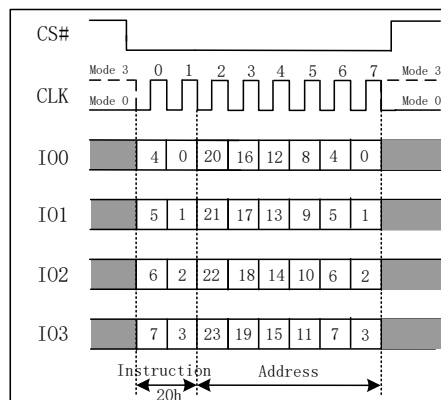 CS#
Mode 3 0 1 2 3 4 5 6 7 Mode 3
CLK
Mode 0 Mode 0
IO0 4 0 20 16 12 8 4 0
IO1 5 1 21 17 13 9 5 1
IO2 6 2 22 18 14 10 6 2
IO3 7 3 23 19 15 11 7 3
Instruction Address
20h